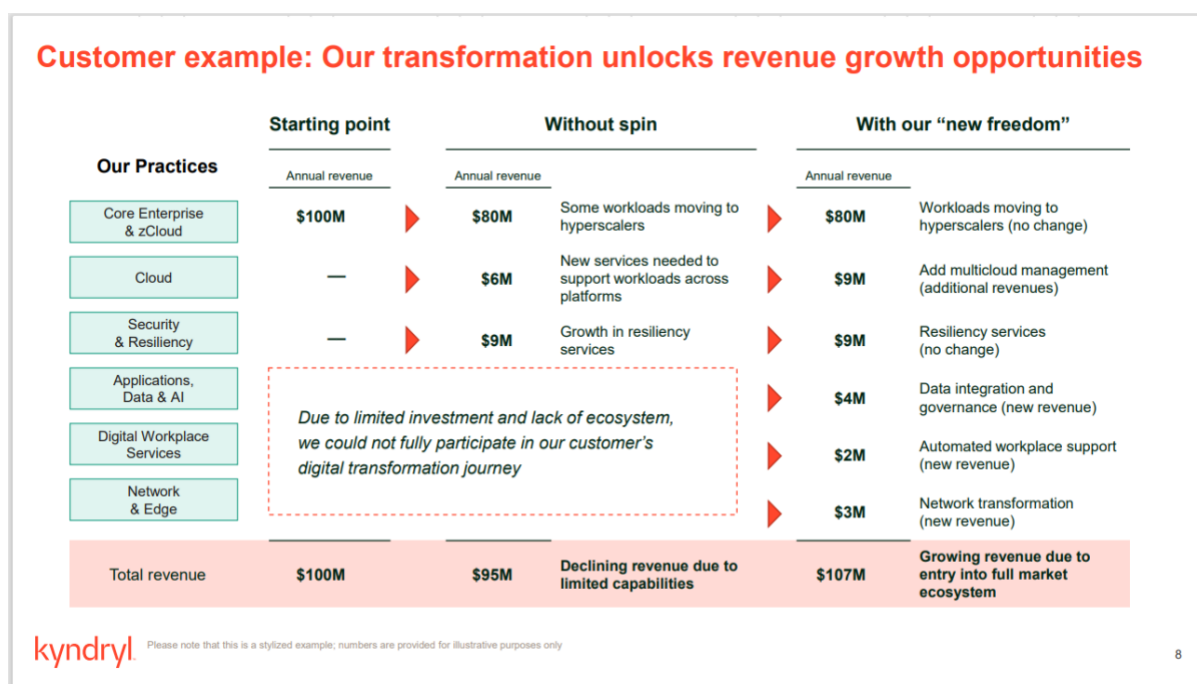 Customer example: Our transformation unlocks revenue growth opportunities
Starting point
Without spin
With our “new freedom”
Our Practices
Annual revenue
Annual revenue
Annual revenue
Core Enterprise
& zCloud
$100M
$80M
Some workloads moving to
hyperscalers
$80M
Workloads moving to
hyperscalers (no change)
Cloud
—
$6M
New services needed to
support workloads across
platforms
$9M
Add multicloud management
(additional revenues)
Security
& Resiliency
—
$9M
Growth in resiliency
services
$9M
Resiliency services
(no change)
Applications,
Data & AI
Due to limited investment and lack of ecosystem,
we could not fully participate in our customer’s
digital transformation journey
$4M
Data integration and
governance (new revenue)
Digital Workplace
Services
$2M
Automated workplace support
(new revenue)
Network
& Edge
$3M
Network transformation
(new revenue)
Total revenue
$100M
$95M
Declining revenue due to
limited capabilities
$107M
Growing revenue due to
entry into full market
ecosystem
kyndryl
Please note that this is a stylized example; numbers are provided for illustrative purposes only
8